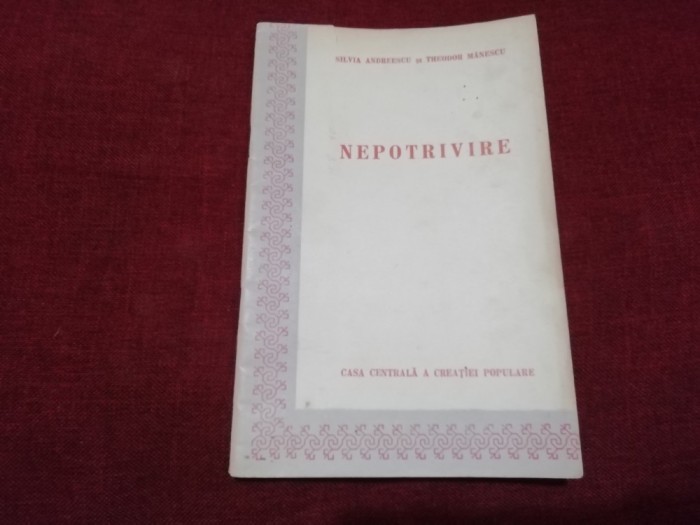 SILVIA ANDREESCU și THEODOR MĂNESCU
NEPOTRIVIRE
CASA CENTRALĂ A CREAȚIEI POPULARE